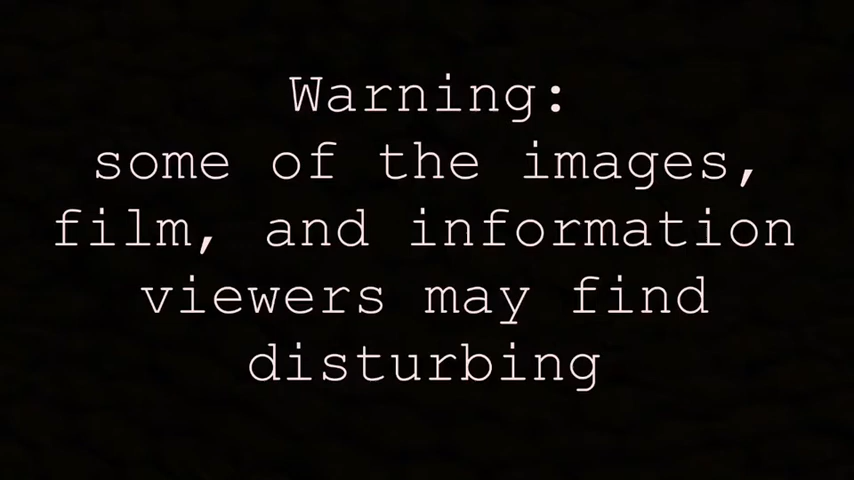 Warning:
some of the images,
film, and information
viewers may find
disturbing